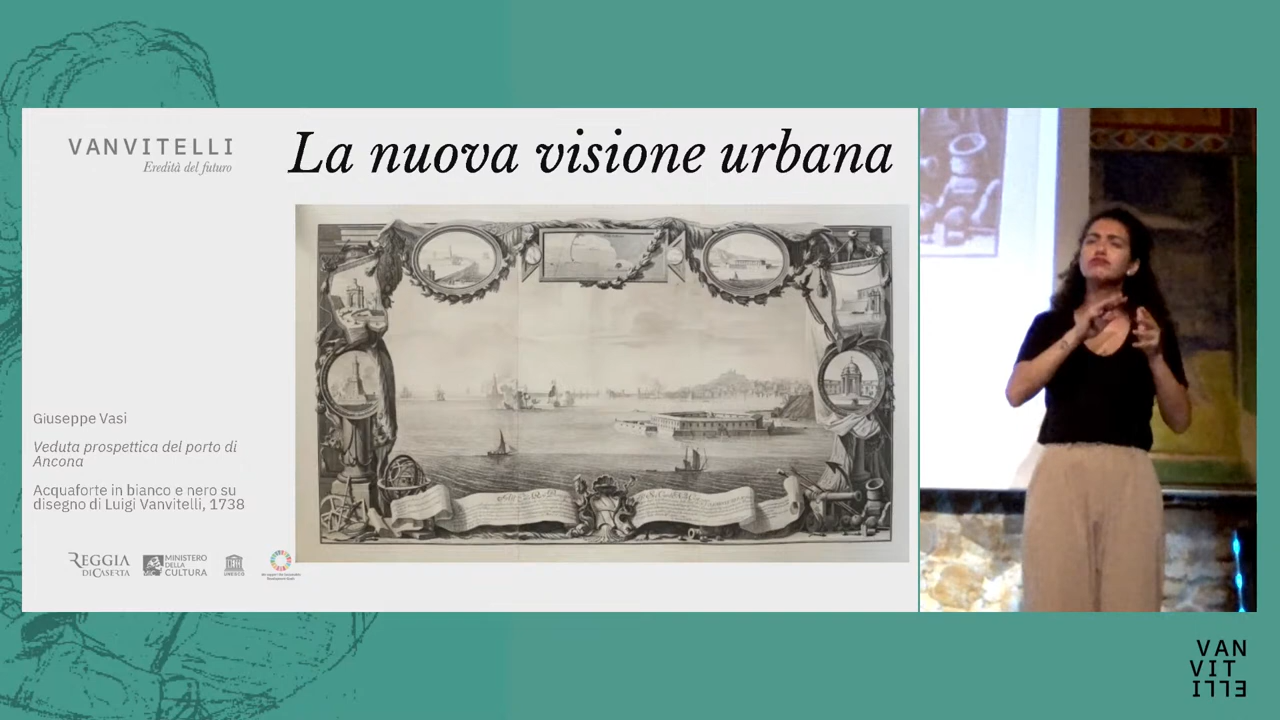 VANVITELLI
Eredità del futuro
La nuova visione urbana
Giuseppe Vasi
Veduta prospettica del porto di
Ancona
Acquaforte in bianco e nero su
disegno di Luigi Vanvitelli, 1738
REGGIA
DI CASERTA
MINISTERO
DELLA
CULTURA
UNESCO
VAN
VIT
ELLI